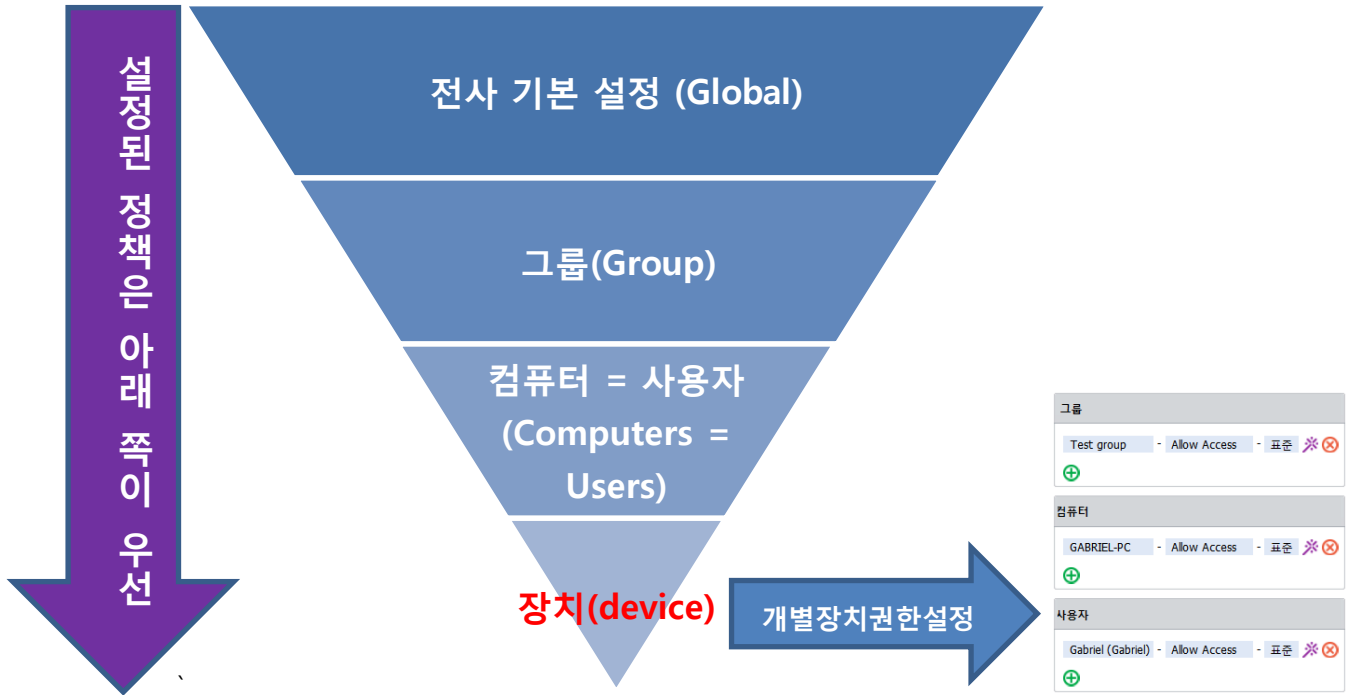 설정된 정책은 아래 쪽이 우선
전사 기본 설정 (Global)
그룹(Group)
컴퓨터 = 사용자
(Computers =
Users)
장치(device)
개별장치권한설정
그룹
Test group - Allow Access - 표준
컴퓨터
GABRIEL-PC - Allow Access - 표준
사용자
Gabriel (Gabriel) - Allow Access - 표준
`